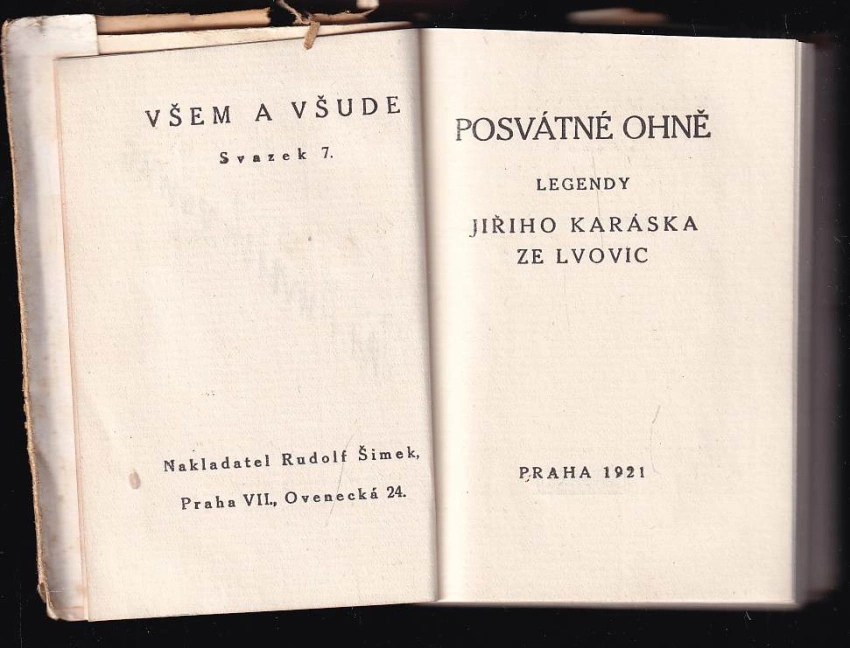 VŠEM A VŠUDE
Svazek 7.
Nakladatel Rudolf Šimek,
Praha VII., Ovenecká 24.
POSVÁTNÉ OHNĚ
LEGENDY
JIŘIHO KARÁSKA
ZE LVOVIC
PRAHA 1921